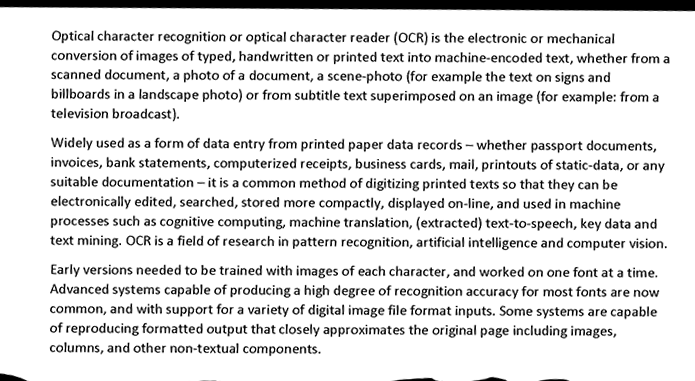 Optical character recognition or optical character reader (OCR) is the electronic or mechanical
conversion of images of typed, handwritten or printed text into machine-encoded text, whether from a
scanned document, a photo of a document, a scene-photo (for example the text on signs and
billboards in a landscape photo) or from subtitle text superimposed on an image (for example: from a
television broadcast).
Widely used as a form of data entry from printed paper data records – whether passport documents,
invoices, bank statements, computerized receipts, business cards, mail, printouts of static-data, or any
suitable documentation – it is a common method of digitizing printed texts so that they can be
electronically edited, searched, stored more compactly, displayed on-line, and used in machine
processes such as cognitive computing, machine translation, (extracted) text-to-speech, key data and
text mining. OCR is a field of research in pattern recognition, artificial intelligence and computer vision.
Early versions needed to be trained with images of each character, and worked on one font at a time.
Advanced systems capable of producing a high degree of recognition accuracy for most fonts are now
common, and with support for a variety of digital image file format inputs. Some systems are capable
of reproducing formatted output that closely approximates the original page including images,
columns, and other non-textual components.